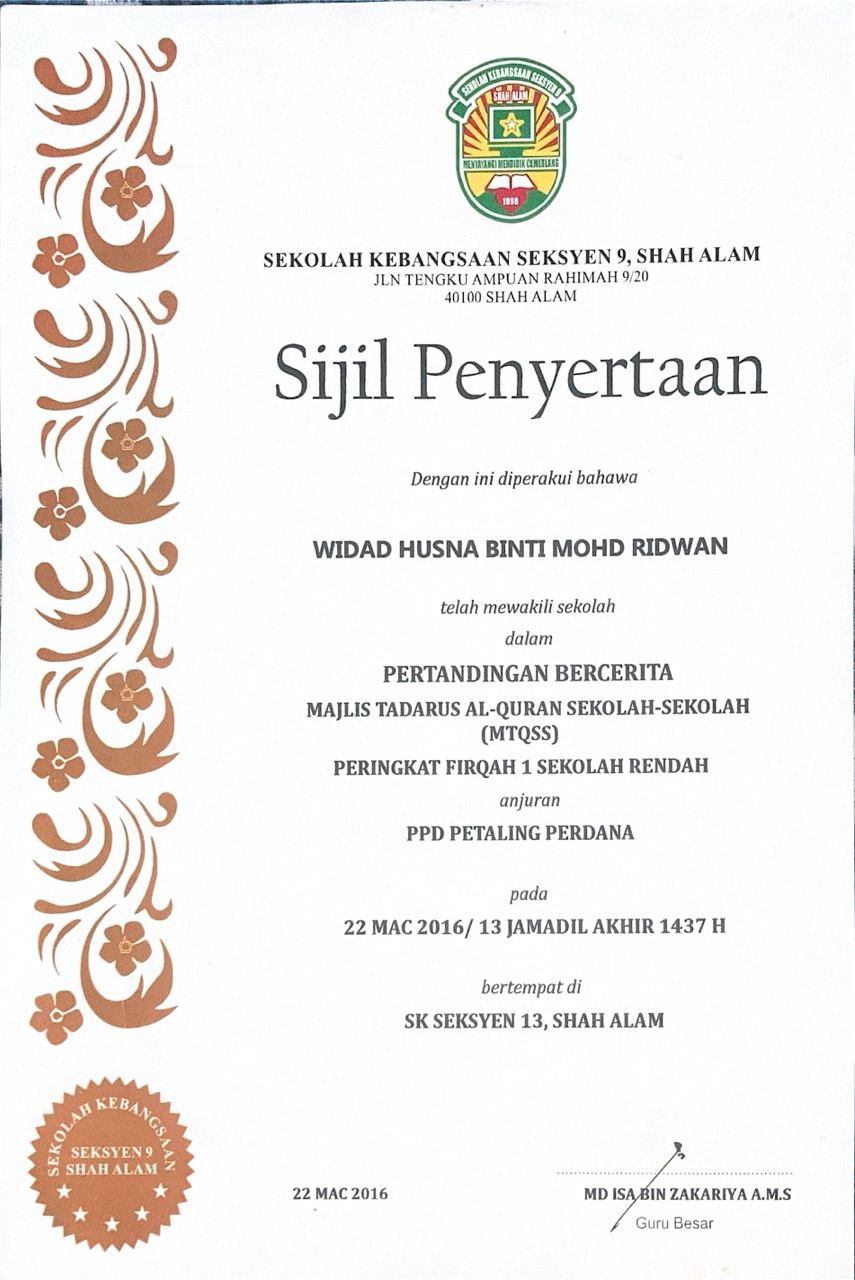 SEKOLAH KEBANGSAAN SEKSYEN 9
SHAH ALAM
MENYAYANGI MENDIDIK CEMERLANG
1998
SEKOLAH KEBANGSAAN SEKSYEN 9, SHAH ALAM
JLN TENGKU AMPUAN RAHIMAH 9/20
40100 SHAH ALAM
Sijil Penyertaan
Dengan ini diperakui bahawa
WIDAD HUSNA BINTI MOHD RIDWAN
telah mewakili sekolah
dalam
PERTANDINGAN BERCERITA
MAJLIS TADARUS AL-QURAN SEKOLAH-SEKOLAH
(MTQSS)
PERINGKAT FIRQAH 1 SEKOLAH RENDAH
anjuran
PPD PETALING PERDANA
pada
22 MAC 2016/ 13 JAMADIL AKHIR 1437 H
bertempat di
SK SEKSYEN 13, SHAH ALAM
SEKOLAH KEBANGSAAN
SEKSYEN 9
SHAH ALAM
22 MAC 2016
MD ISA BIN ZAKARIYA A.M.S
Guru Besar